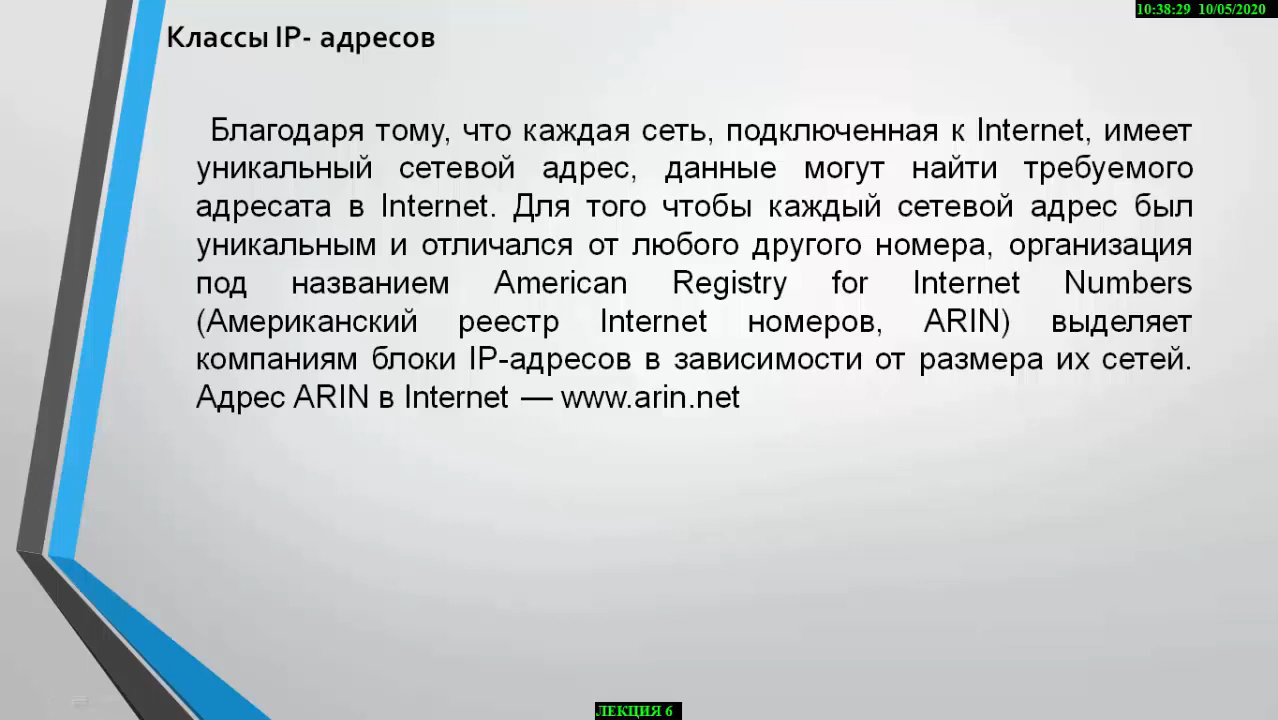 10:38:29 10/05/2020
Классы IP- адресов
Благодаря тому, что каждая сеть, подключенная к Internet, имеет
уникальный сетевой адрес, данные могут найти требуемого
адресата в Internet. Для того чтобы каждый сетевой адрес был
уникальным и отличался от любого другого номера, организация
под названием American Registry for Internet Numbers
(Американский реестр Internet номеров, ARIN) выделяет
компаниям блоки IP-адресов в зависимости от размера их сетей.
Адрес ARIN в Internet — www.arin.net
ЛЕКЦИЯ 6